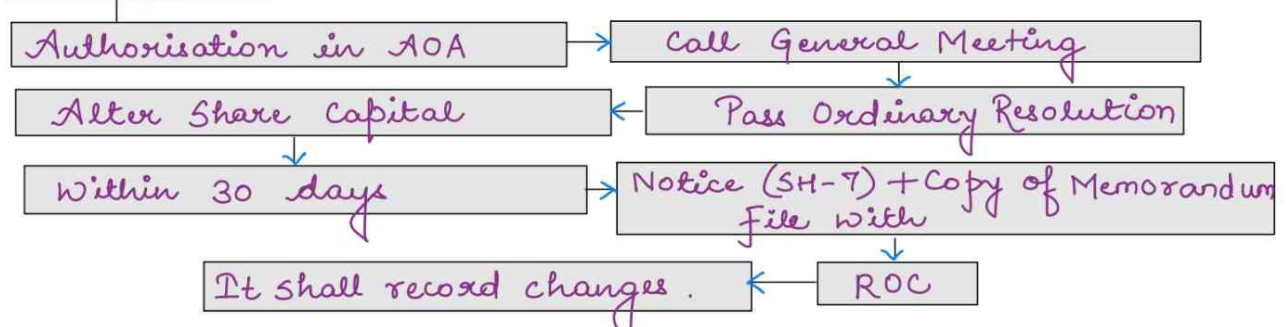 Authorisation in AOA
Call General Meeting
Pass Ordinary Resolution
Alter Share Capital
Within 30 days
Notice (SH-7) + Copy of Memorandum
File with
ROC
It shall record changes.